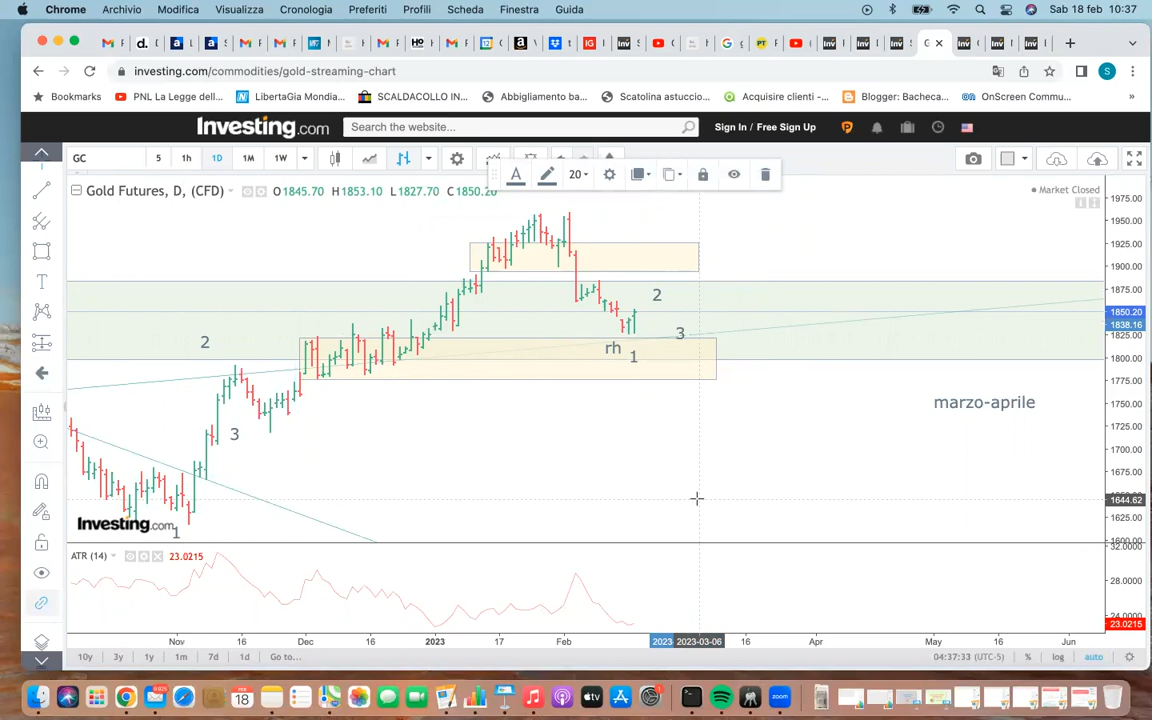 Chrome Archivio Modifica Visualizza Cronologia Preferiti Profili Scheda Finestra Guida Sab 18 feb 10:37
investing.com/commodities/gold-streaming-chart
Bookmarks PNL La Legge dell... LibertaGia Mondia... SCALDACOLLO IN... Abbigliamento ba... Scatolina astuccio... Acquisire clienti -... Blogger: Bacheca... OnScreen Commu... »
Investing.com Search the website... Sign In / Free Sign Up
GC 5 1h 1D 1M 1W
A 20
Gold Futures, D, (CFD) O1845.70 H1853.10 L1827.70 C1850.20
Market Closed
1975.00
1950.00
1925.00
1900.00
1875.00
2
1850.20
1838.16
3
2
rh
1
1800.00
1775.00
marzo-aprile
1750.00
3
1725.00
1700.00
1675.00
1644.62
Investing.com
1625.00
1
1600.00
ATR (14) 23.0215
32.0000
28.0000
24.0000
23.0215
Nov 16 Dec 16 2023 17 Feb 2023 2023-03-06 16 Apr May 16 Jun
10y 3y 1y 1m 7d 1d Go to... 04:37:33 (UTC-5) % log auto
FEB
18
zoom